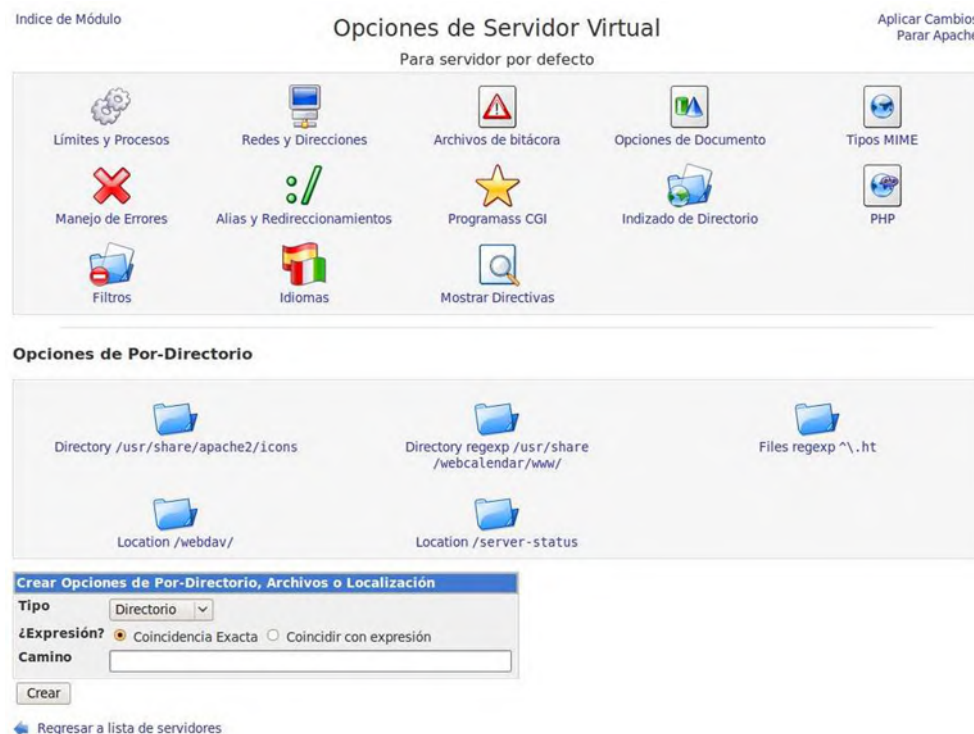 Indice de Módulo
Opciones de Servidor Virtual
Aplicar Cambios
Parar Apache
Para servidor por defecto
Límites y Procesos
Redes y Direcciones
Archivos de bitácora
Opciones de Documento
Tipos MIME
Manejo de Errores
Alias y Redireccionamientos
Programass CGI
Indizado de Directorio
PHP
Filtros
Idiomas
Mostrar Directivas
Opciones de Por-Directorio
Directory /usr/share/apache2/icons
Directory regexp /usr/share
/webcalendar/www/
Files regexp ^\.ht
Location /webdav/
Location /server-status
Crear Opciones de Por-Directorio, Archivos o Localización
Tipo Directorio
¿Expresión? Coincidencia Exacta Coincidir con expresión
Camino
Crear
Regresar a lista de servidores